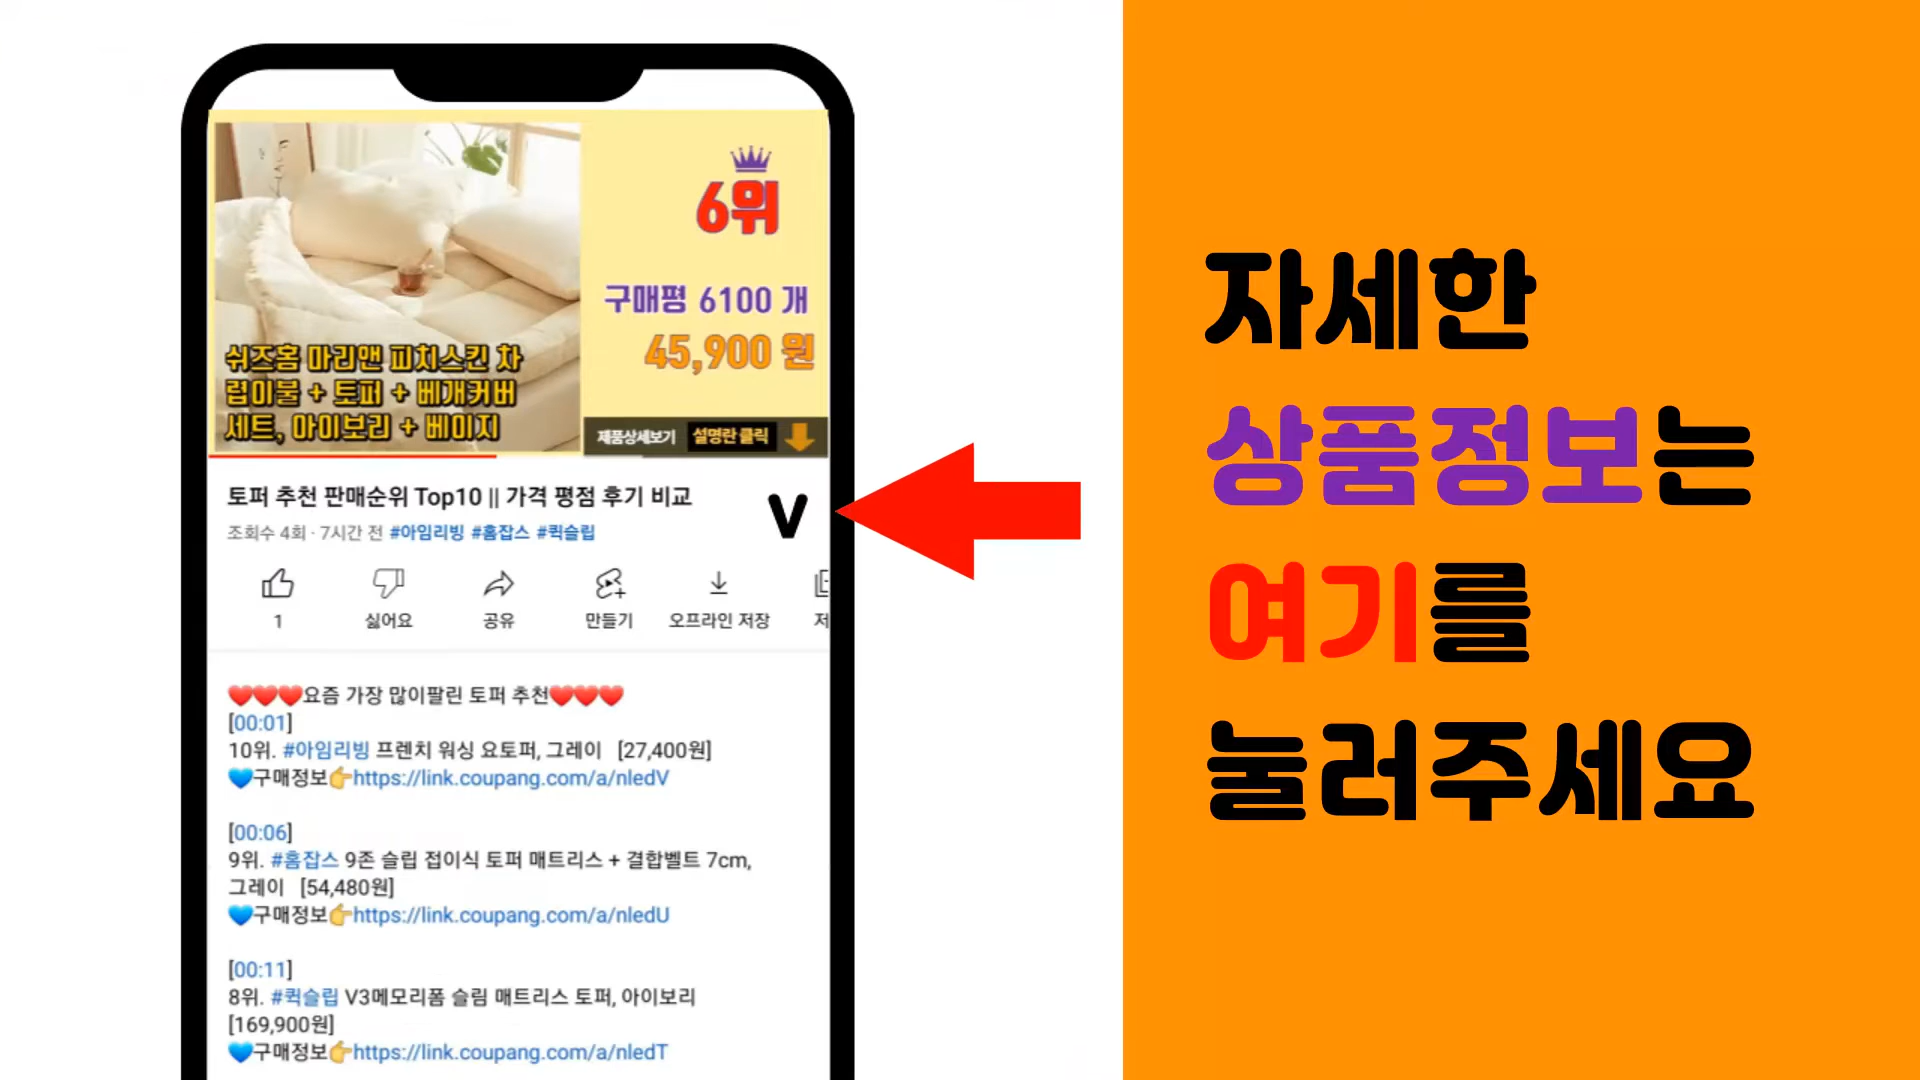 6위
구매평 6100 개
45,900 원
쉬즈홈 마리앤 피치스킨 차
렵이불 + 토퍼 + 베개커버
세트, 아이보리 + 베이지
제품상세보기 설명란 클릭
토퍼 추천 판매순위 Top10 || 가격 평점 후기 비교
V
조회수 4회 · 7시간 전 #아임리빙 #홈잡스 #퀵슬립
1 싫어요 공유 만들기 오프라인 저장 저
❤️❤️❤️요즘 가장 많이팔린 토퍼 추천❤️❤️❤️
[00:01]
10위. #아임리빙 프렌치 워싱 요토퍼, 그레이 [27,400원]
💙구매정보👉https://link.coupang.com/a/nledV
[00:06]
9위. #홈잡스 9존 슬립 접이식 토퍼 매트리스 + 결합벨트 7cm,
그레이 [54,480원]
💙구매정보👉https://link.coupang.com/a/nledU
[00:11]
8위. #퀵슬립 V3메모리폼 슬림 매트리스 토퍼, 아이보리
[169,900원]
💙구매정보👉https://link.coupang.com/a/nledT
자세한
상품정보는
여기를
눌러주세요